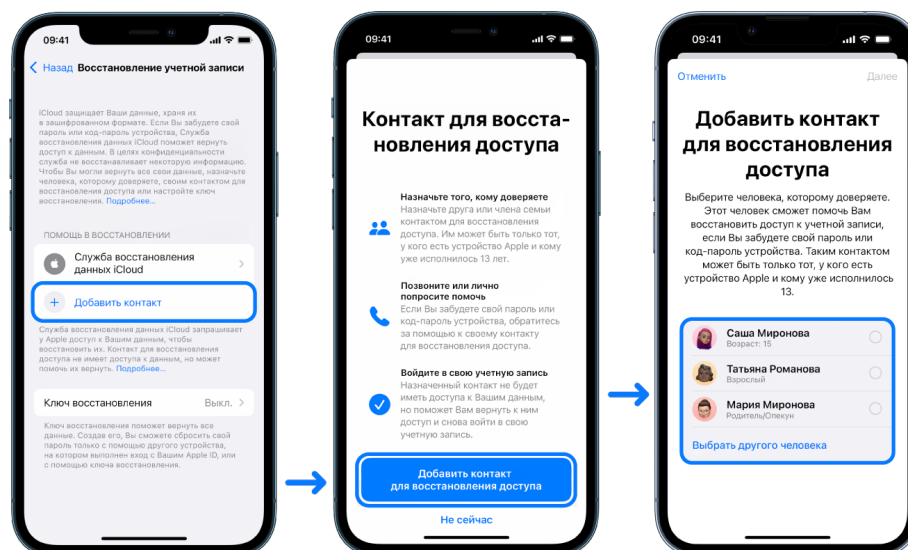 09:41
Назад Восстановление учетной записи
iCloud защищает Ваши данные, храня их
в зашифрованном формате. Если Вы забудете свой
пароль или код-пароль устройства, Служба
восстановления данных iCloud поможет вернуть
доступ к данным. В целях конфиденциальности
служба не восстанавливает некоторую информацию.
Чтобы Вы могли вернуть все свои данные, назначьте
человека, которому доверяете, своим контактом для
восстановления доступа или настройте ключ
восстановления. Подробнее...
ПОМОЩЬ В ВОССТАНОВЛЕНИИ
Служба восстановления
данных iCloud
Добавить контакт
Служба восстановления данных iCloud запрашивает
у Apple доступ к Вашим данным, чтобы
восстановить их. Контакт для восстановления
доступа не имеет доступа к данным, но может
помочь их вернуть. Подробнее...
Ключ восстановления Выкл.
Ключ восстановления поможет вернуть все
данные. Создав его, Вы сможете сбросить свой
пароль только с помощью другого устройства,
на котором выполнен вход с Вашим Apple ID, или
с помощью ключа восстановления.
09:41
Контакт для восста-
новления доступа
Назначьте того, кому доверяете
Назначьте друга или члена семьи
контактом для восстановления
доступа. Им может быть только тот,
у кого есть устройство Apple и кому
уже исполнилось 13 лет.
Позвоните или лично
попросите помочь
Если Вы забудете свой пароль или
код-пароль устройства, обратитесь
за помощью к своему контакту
для восстановления доступа.
Войдите в свою учетную запись
Назначенный контакт не будет
иметь доступа к Вашим данным,
но поможет Вам вернуть к ним
доступ и снова войти в свою
учетную запись.
Добавить контакт
для восстановления доступа
Не сейчас
09:41
Отменить Далее
Добавить контакт
для восстановления
доступа
Выберите человека, которому доверяете.
Этот человек сможет помочь Вам
восстановить доступ к учетной записи,
если Вы забудете свой пароль или
код-пароль устройства. Таким контактом
может быть только тот, у кого есть
устройство Apple и кому уже исполнилось
13.
Саша Миронова
Возраст: 15
Татьяна Романова
Взрослый
Мария Миронова
Родитель/Опекун
Выбрать другого человека